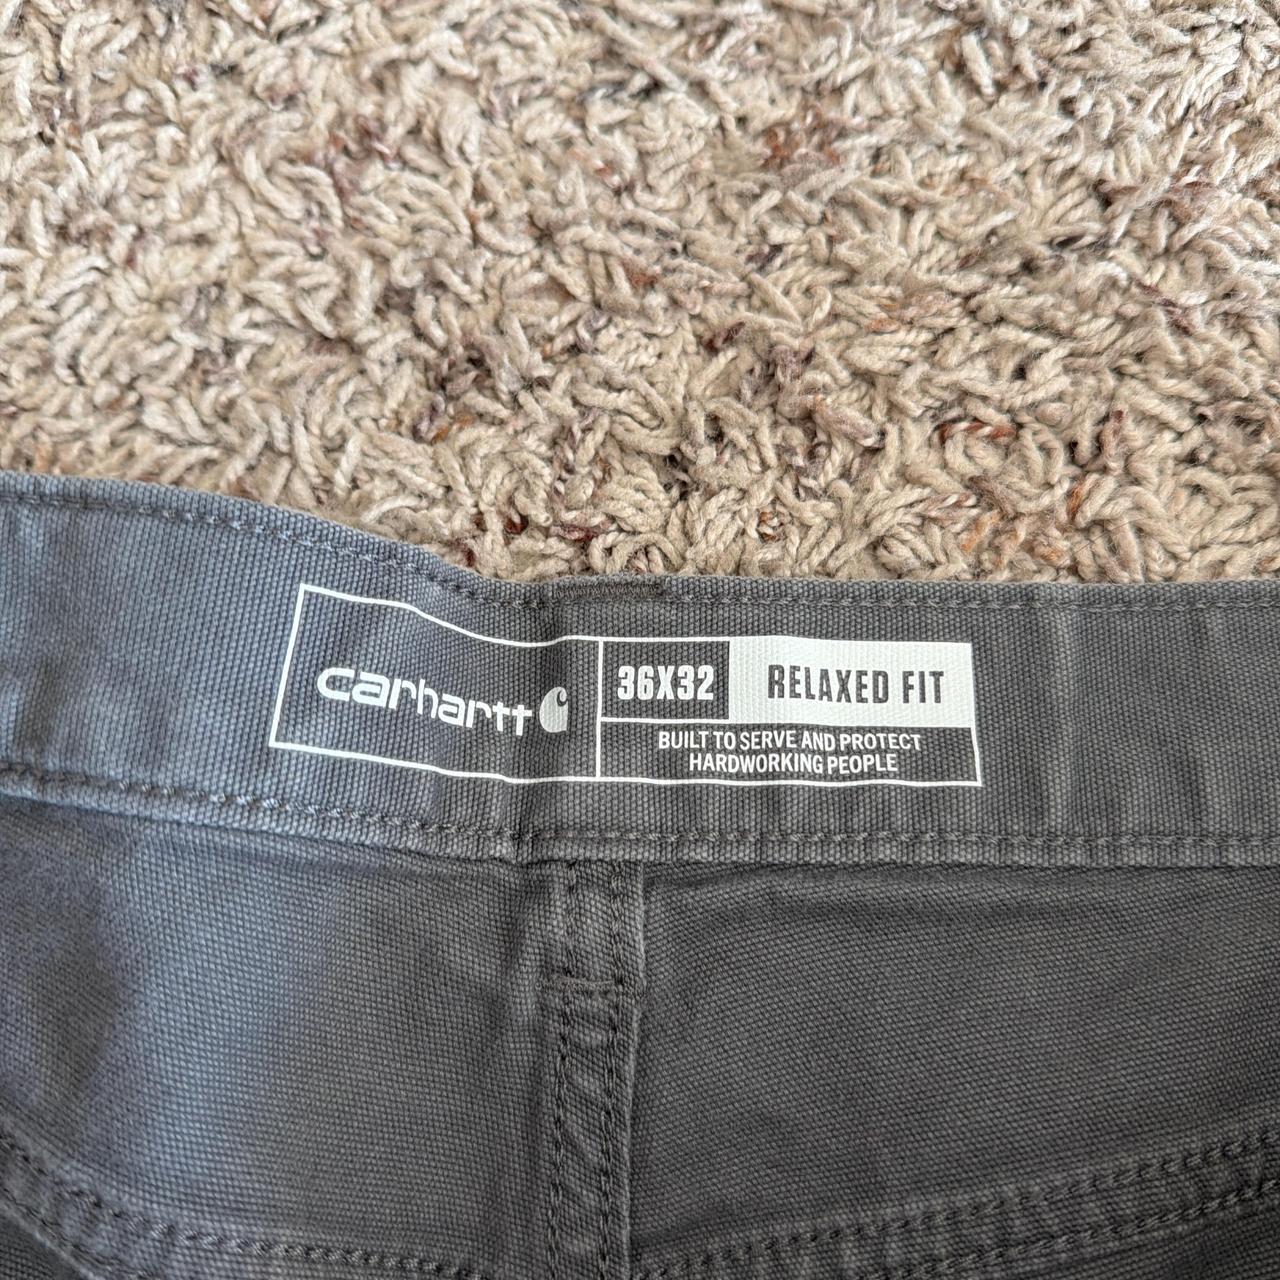 carhartt
36X32
RELAXED FIT
BUILT TO SERVE AND PROTECT
HARDWORKING PEOPLE